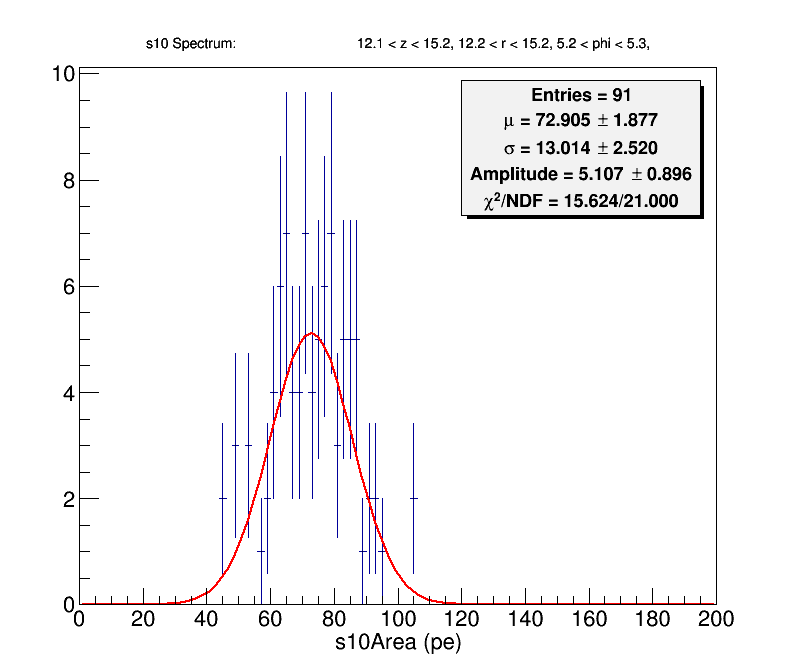 s10 Spectrum: 12.1 < z < 15.2, 12.2 < r < 15.2, 5.2 < phi < 5.3,
Entries = 91
μ = 72.905 ± 1.877
σ = 13.014 ± 2.520
Amplitude = 5.107 ± 0.896
χ²/NDF = 15.624/21.000
10
8
6
4
2
0
0 20 40 60 80 100 120 140 160 180 200
s10Area (pe)